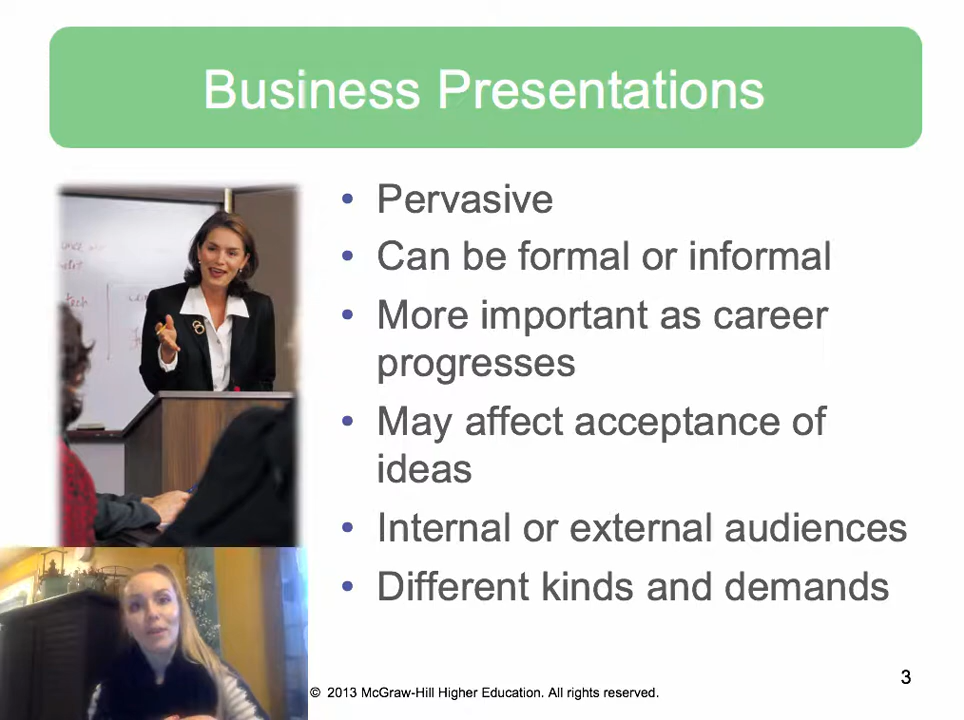 Business Presentations
• Pervasive
• Can be formal or informal
• More important as career
progresses
• May affect acceptance of
ideas
• Internal or external audiences
• Different kinds and demands
3
© 2013 McGraw-Hill Higher Education. All rights reserved.